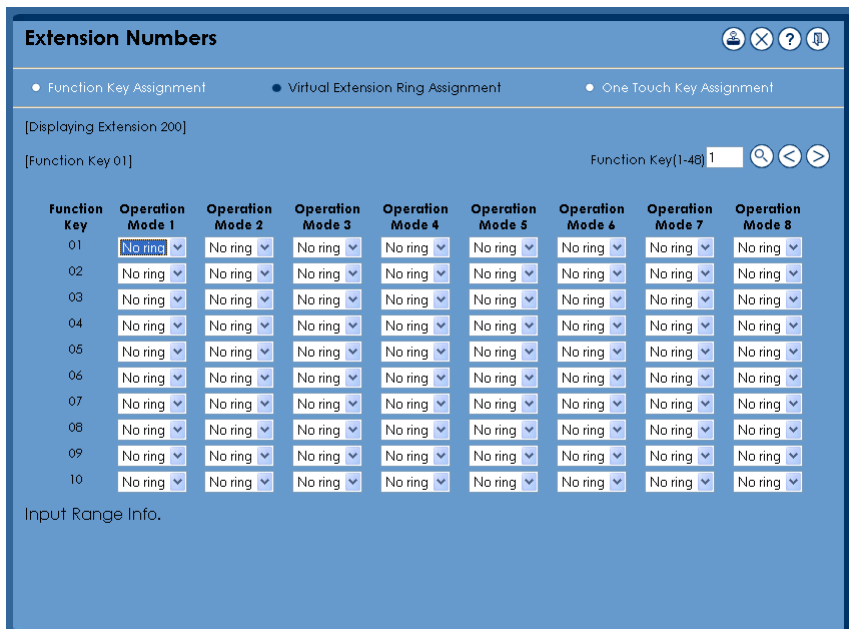 Extension Numbers
?
Function Key Assignment Virtual Extension Ring Assignment One Touch Key Assignment
[Displaying Extension 200]
[Function Key 01] Function Key(1-48) 1 < >
Function Key Operation Mode 1 Operation Mode 2 Operation Mode 3 Operation Mode 4 Operation Mode 5 Operation Mode 6 Operation Mode 7 Operation Mode 8
01 No ring No ring No ring No ring No ring No ring No ring No ring
02 No ring No ring No ring No ring No ring No ring No ring No ring
03 No ring No ring No ring No ring No ring No ring No ring No ring
04 No ring No ring No ring No ring No ring No ring No ring No ring
05 No ring No ring No ring No ring No ring No ring No ring No ring
06 No ring No ring No ring No ring No ring No ring No ring No ring
07 No ring No ring No ring No ring No ring No ring No ring No ring
08 No ring No ring No ring No ring No ring No ring No ring No ring
09 No ring No ring No ring No ring No ring No ring No ring No ring
10 No ring No ring No ring No ring No ring No ring No ring No ring
Input Range Info.